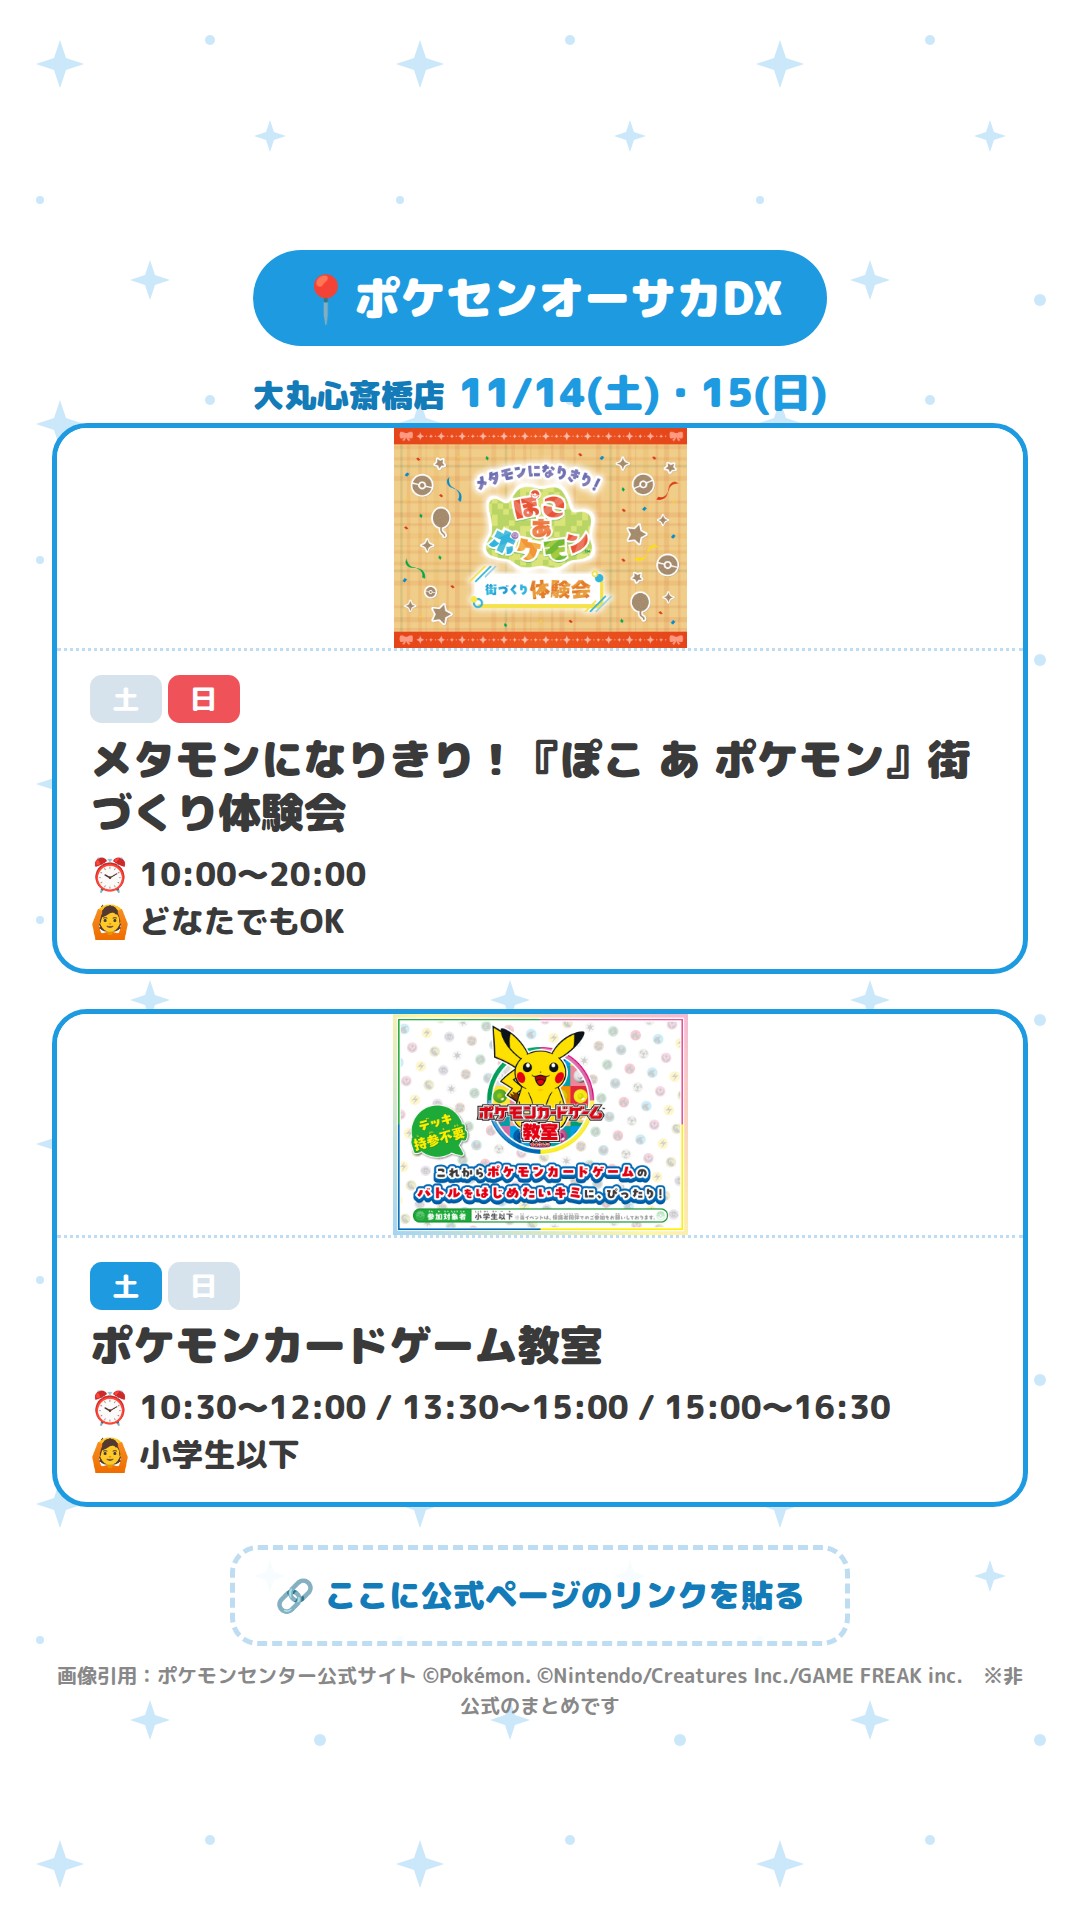 📍ポケセンオーサカDX
大丸心斎橋店 11/14(土)・15(日)
メタモンになりきり！
ぽこ
あ
ポケモン
街づくり体験会
土 日
メタモンになりきり！『ぽこ あ ポケモン』街
づくり体験会
⏰ 10:00〜20:00
🙆 どなたでもOK
デッキ
持参不要
ポケモンカードゲーム
教室
これからポケモンカードゲームの
バトルをはじめたいキミに、ぴったり！
参加対象者 小学生以下
土 日
ポケモンカードゲーム教室
⏰ 10:30〜12:00 / 13:30〜15:00 / 15:00〜16:30
🙆 小学生以下
🔗 ここに公式ページのリンクを貼る
画像引用：ポケモンセンター公式サイト ©Pokémon. ©Nintendo/Creatures Inc./GAME FREAK inc.　※非
公式のまとめです